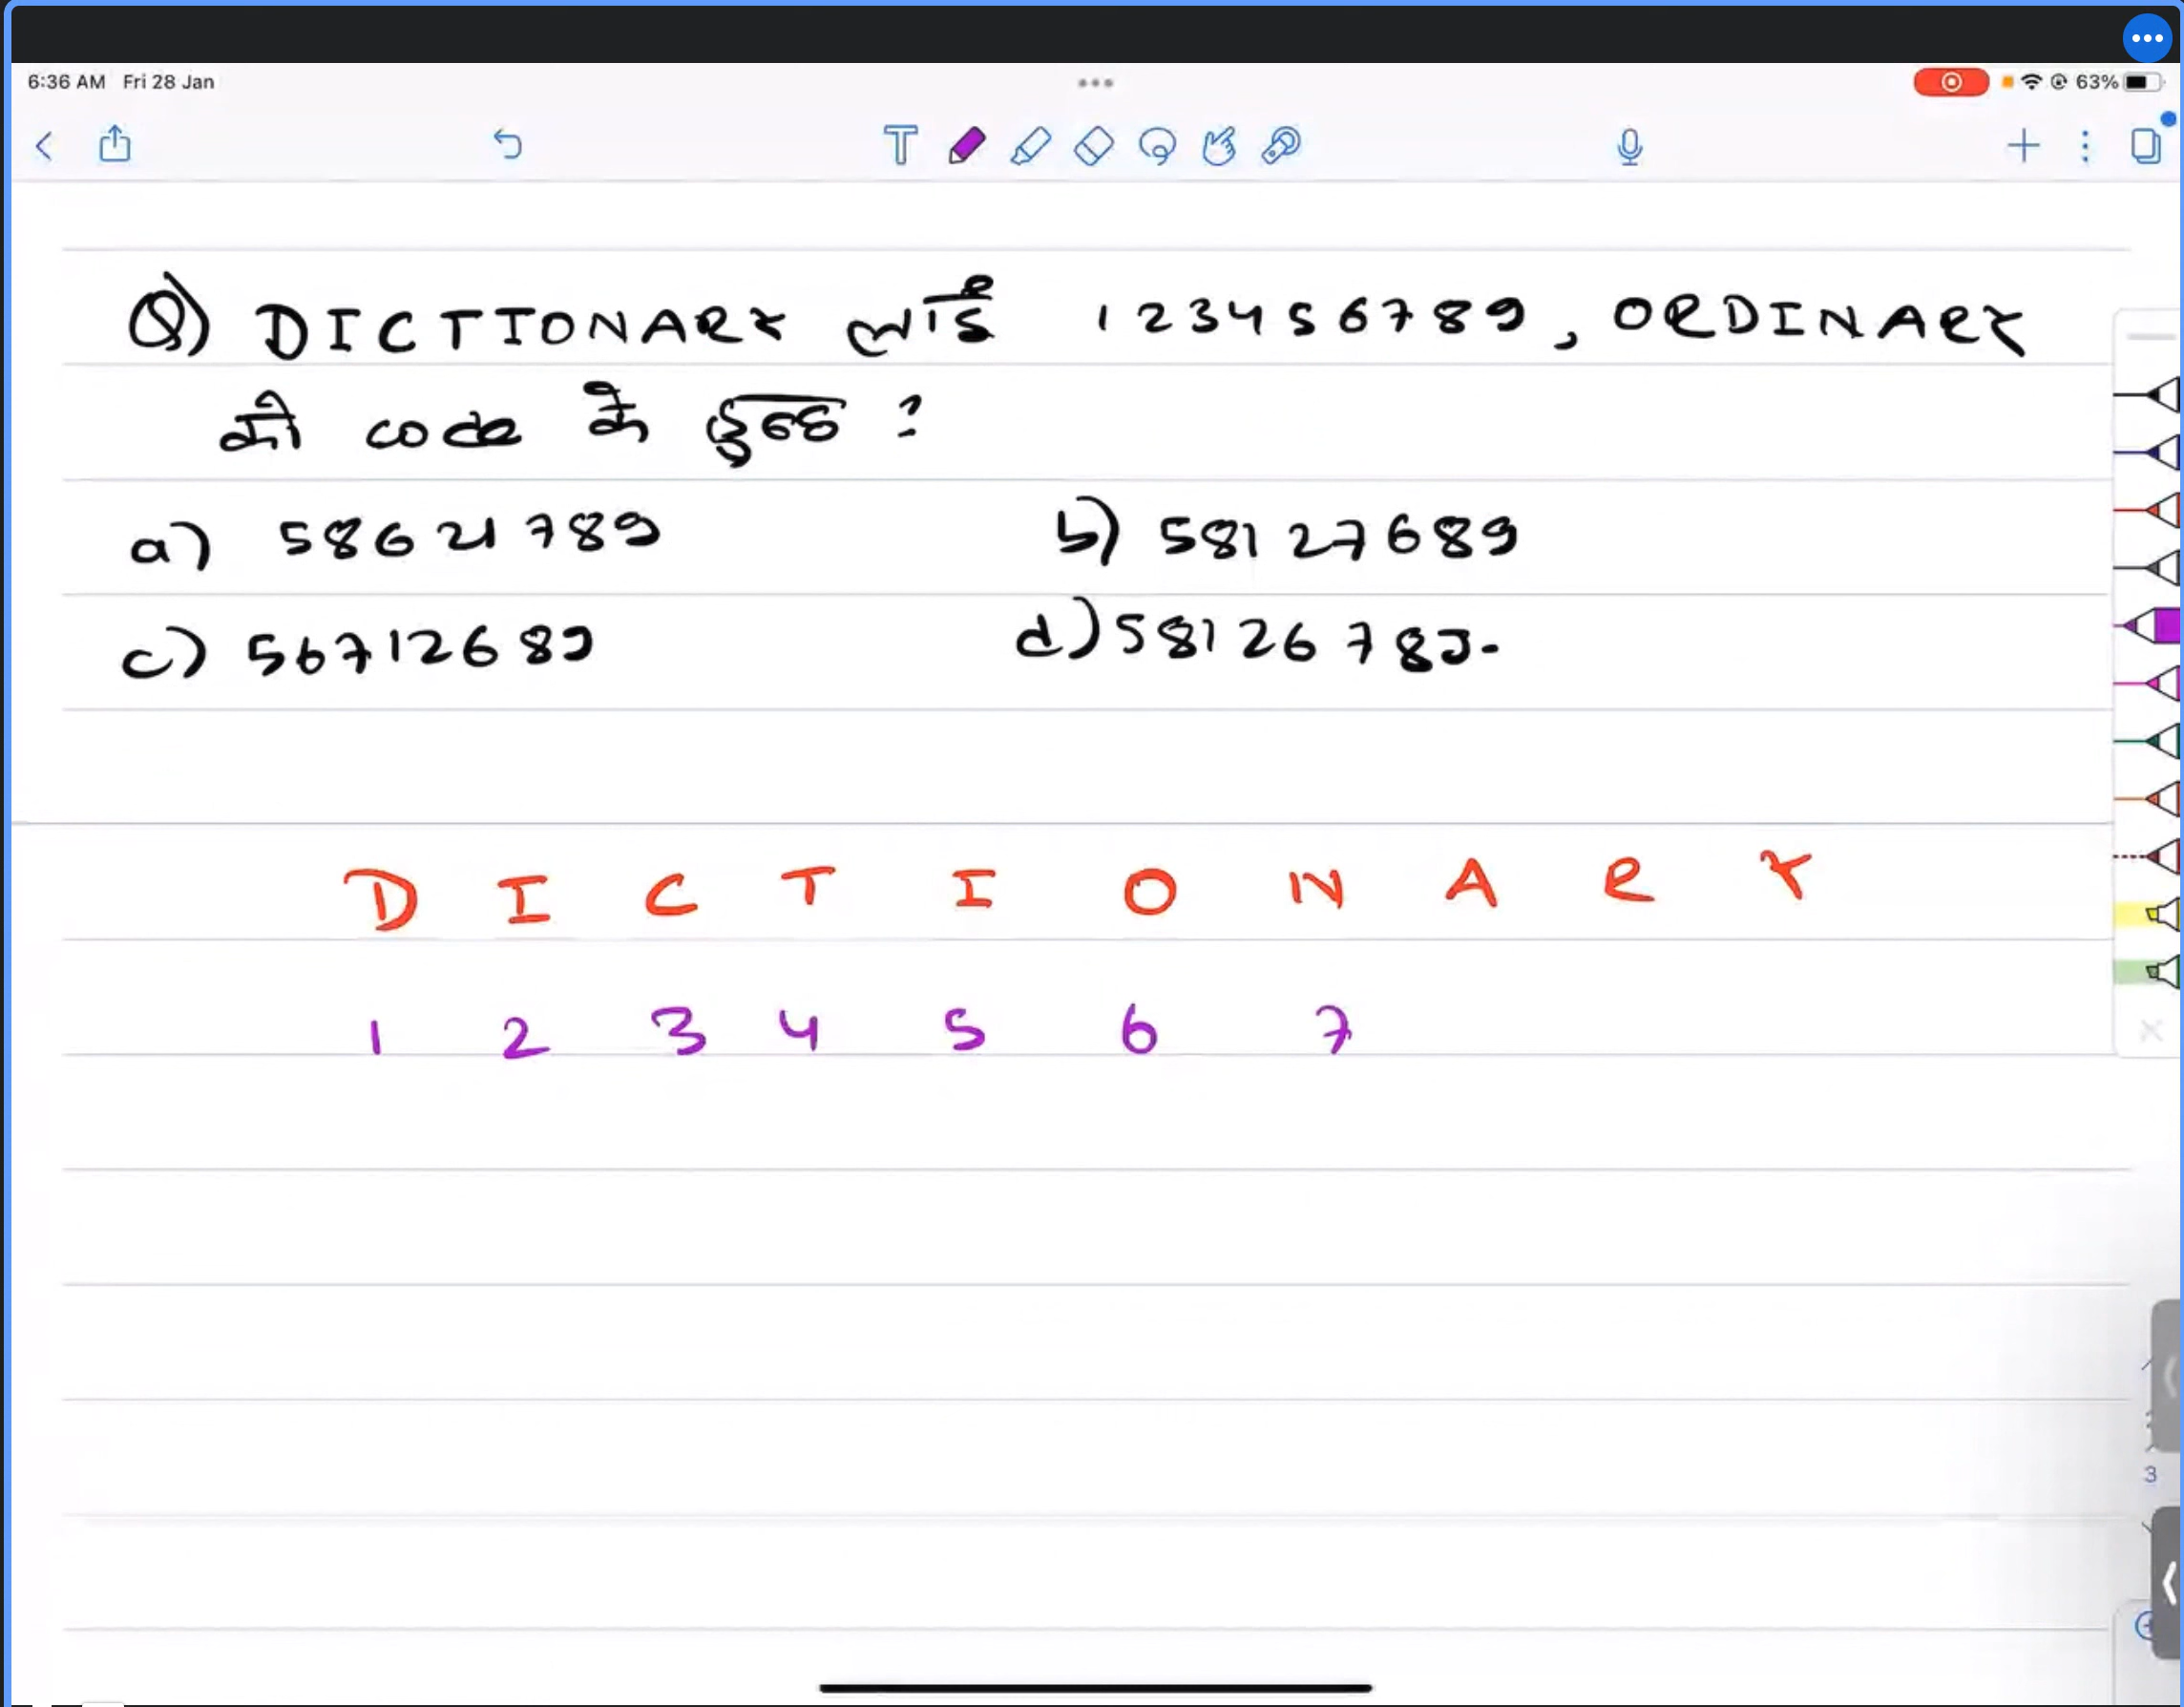 6:36 AM Fri 28 Jan
63%
Q) DICTIONARY लाई 123456789, ORDINARY
को code के हुन्छ ?
a) 58621789
b) 58127689
c) 56712689
d) 58126789.
D I C T I O N A R Y
1 2 3 4 5 6 7
3